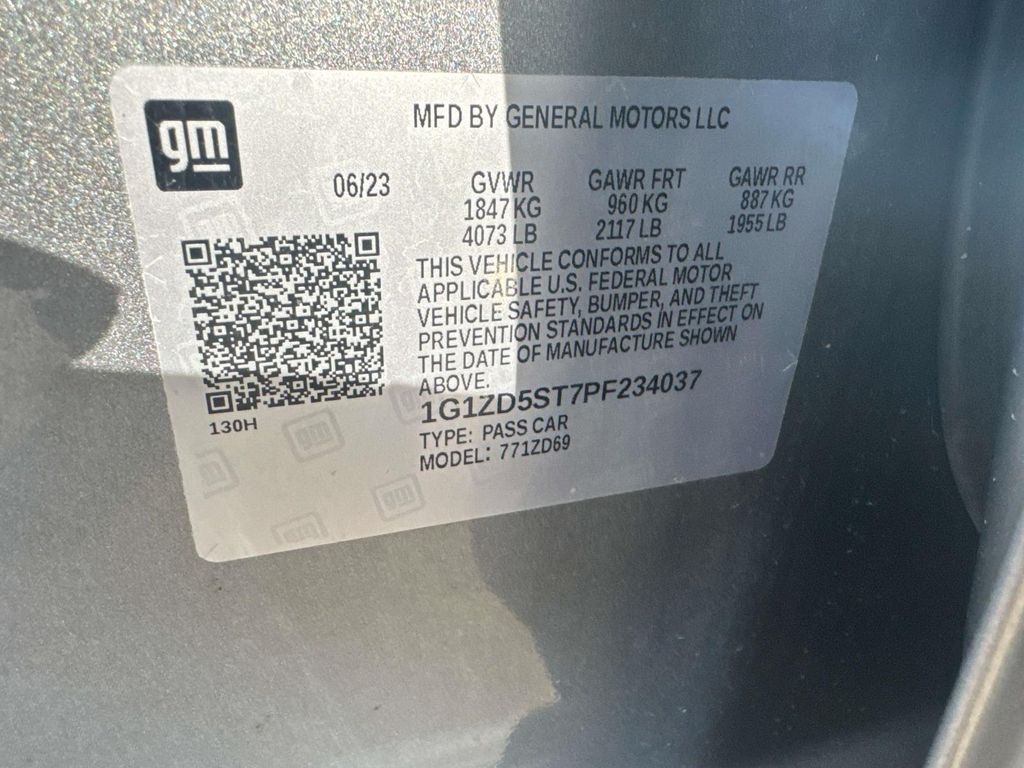 gm
MFD BY GENERAL MOTORS LLC
06/23 GVWR GAWR FRT GAWR RR
1847 KG 960 KG 887 KG
4073 LB 2117 LB 1955 LB
THIS VEHICLE CONFORMS TO ALL
APPLICABLE U.S. FEDERAL MOTOR
VEHICLE SAFETY, BUMPER, AND THEFT
PREVENTION STANDARDS IN EFFECT ON
THE DATE OF MANUFACTURE SHOWN
ABOVE.
1G1ZD5ST7PF234037
130H
TYPE: PASS CAR
MODEL: 771ZD69
gm
gm